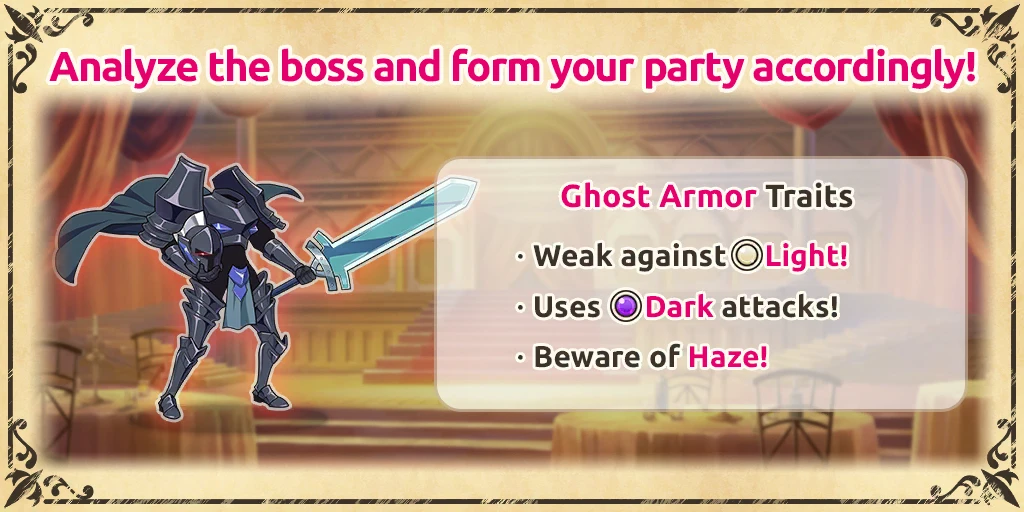 Analyze the boss and form your party accordingly!
Ghost Armor Traits
· Weak against Light!
· Uses Dark attacks!
· Beware of Haze!